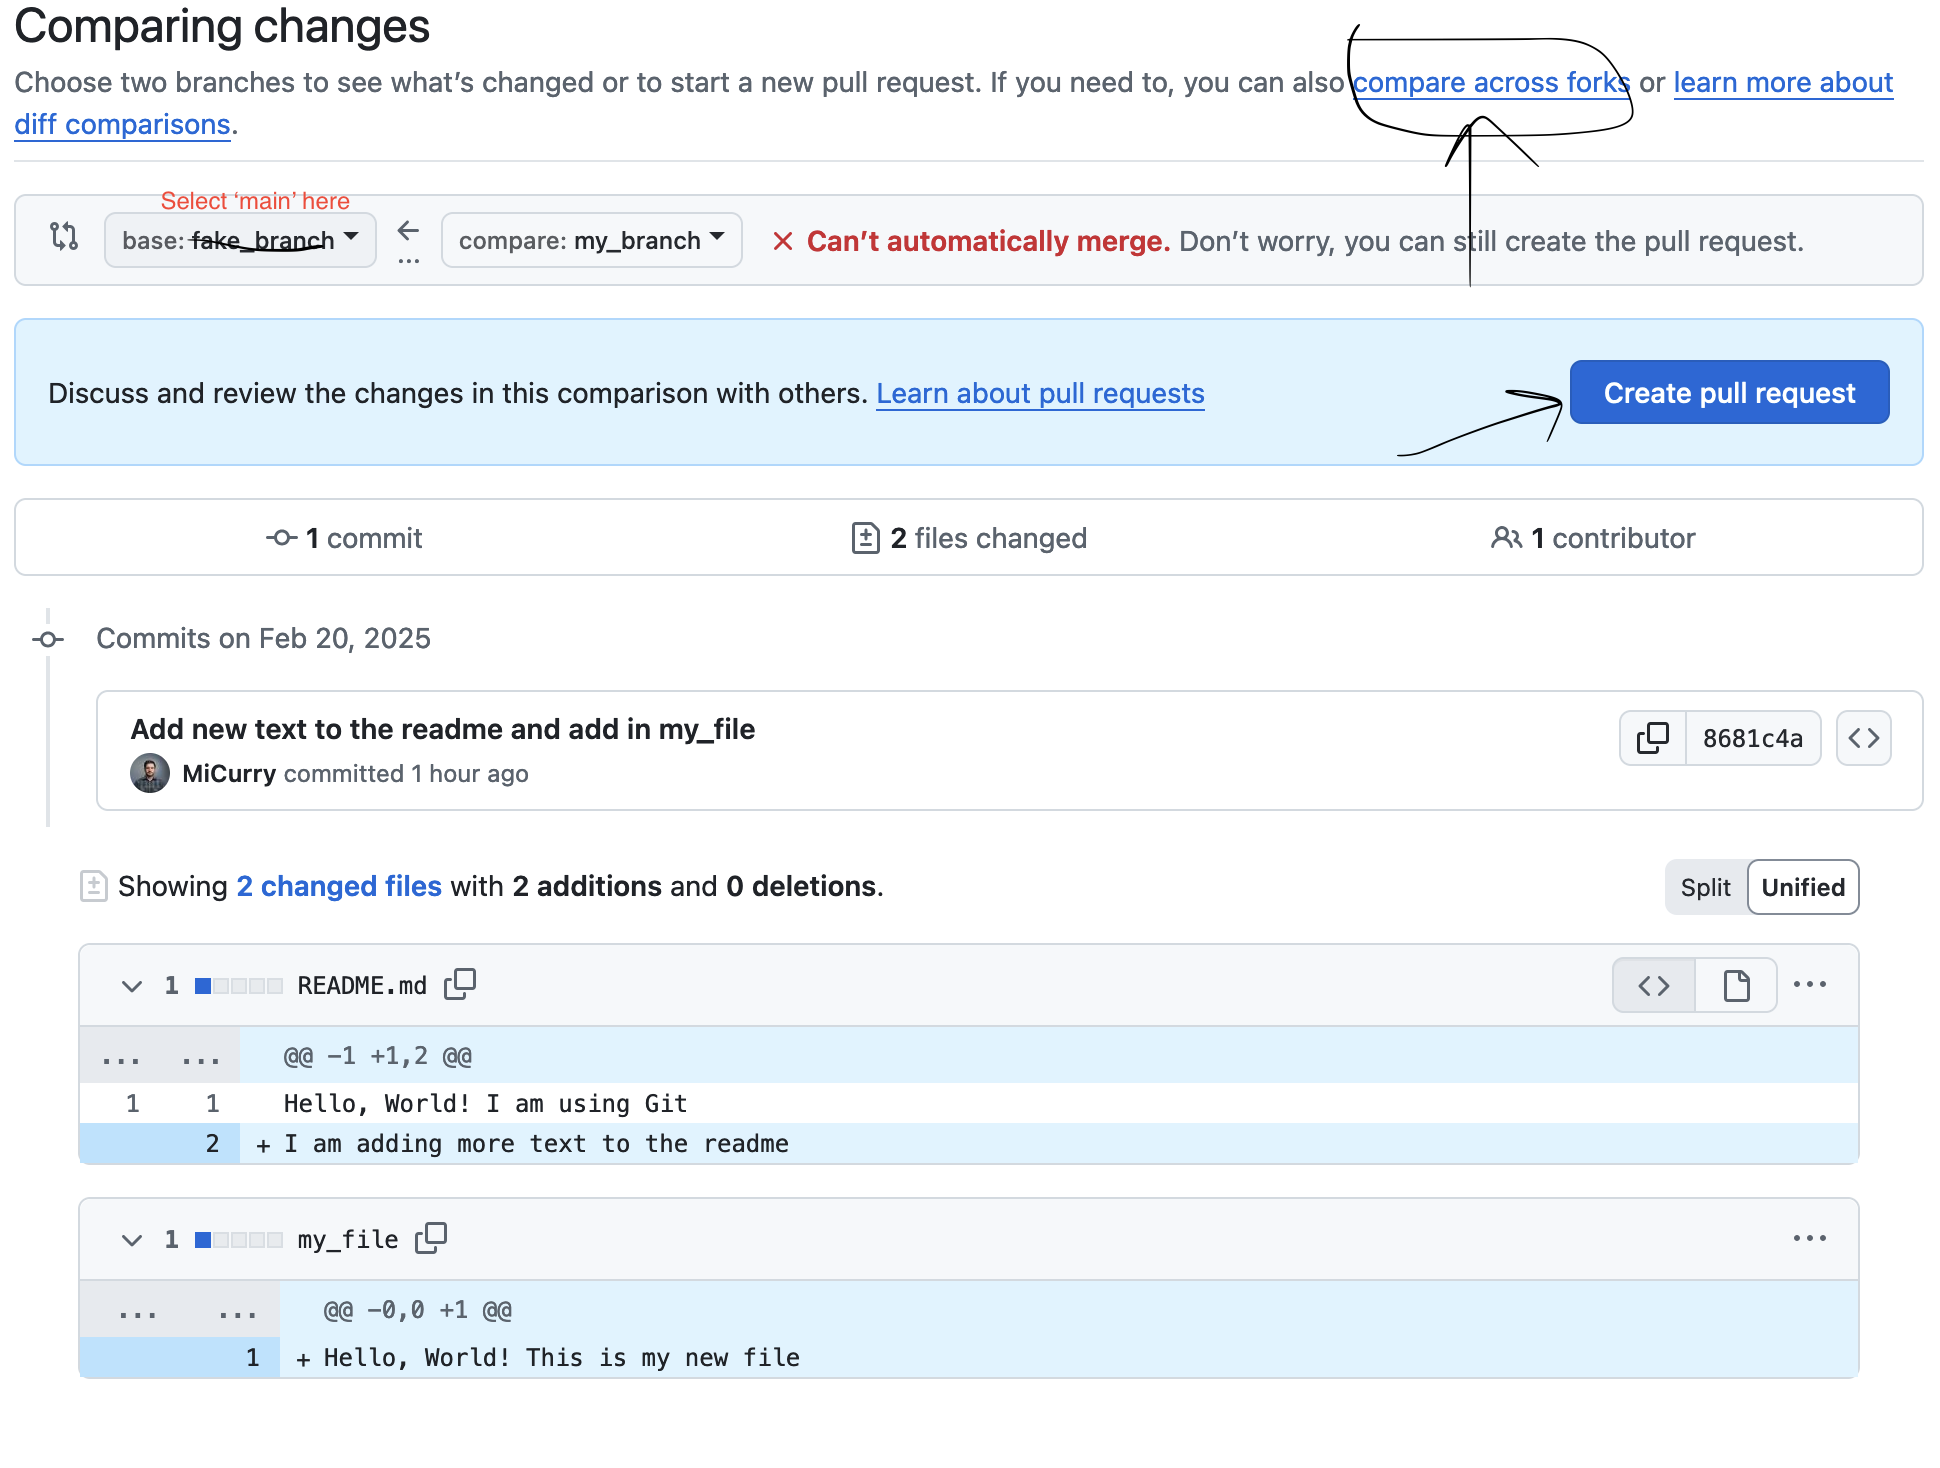 Comparing changes
Choose two branches to see what's changed or to start a new pull request. If you need to, you can also compare across forks or learn more about
diff comparisons.
Select ‘main’ here
base: fake_branch ← ... compare: my_branch Can’t automatically merge. Don’t worry, you can still create the pull request.
Discuss and review the changes in this comparison with others. Learn about pull requests Create pull request
1 commit 2 files changed 1 contributor
Commits on Feb 20, 2025
Add new text to the readme and add in my_file
8681c4a <>
MiCurry committed 1 hour ago
Showing 2 changed files with 2 additions and 0 deletions. Split Unified
1 README.md <> ...
... ... @@ -1 +1,2 @@
1 1 Hello, World! I am using Git
2 + I am adding more text to the readme
1 my_file ...
... ... @@ -0,0 +1 @@
1 + Hello, World! This is my new file